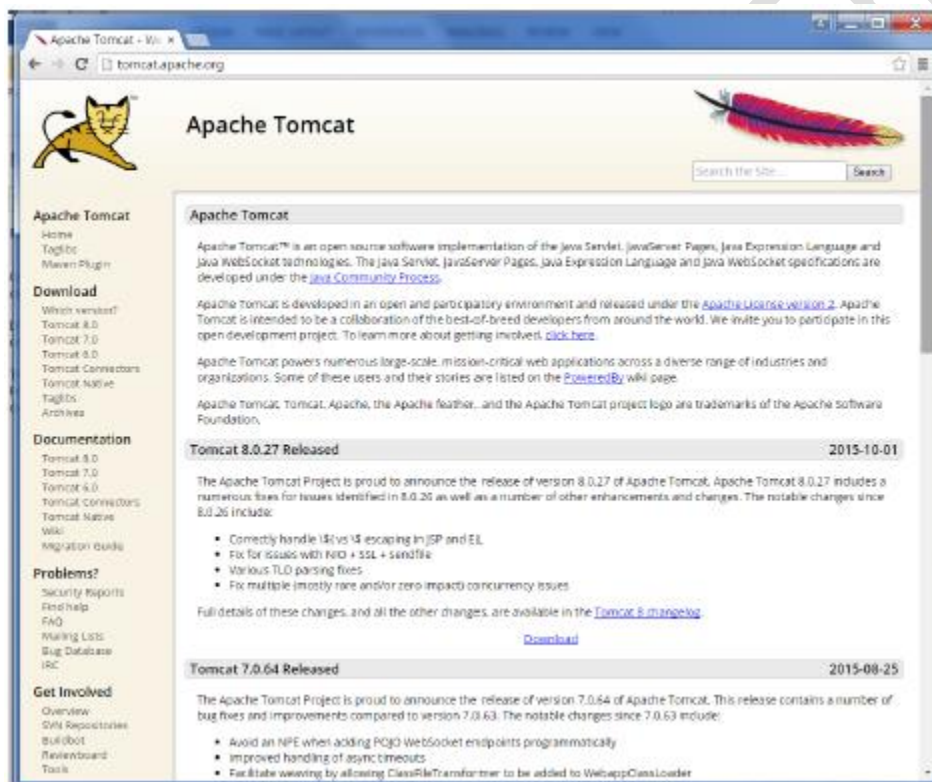 Apache Tomcat - We
tomcat.apache.org
Apache Tomcat
Search the Site...
Search
Apache Tomcat
Home
Taglibs
Maven Plugin
Download
Which version?
Tomcat 8.0
Tomcat 7.0
Tomcat 6.0
Tomcat Connectors
Tomcat Native
Taglibs
Archives
Documentation
Tomcat 8.0
Tomcat 7.0
Tomcat 6.0
Tomcat Connectors
Tomcat Native
Wiki
Migration Guide
Problems?
Security Reports
Find help
FAQ
Mailing Lists
Bug Database
IRC
Get Involved
Overview
SVN Repositories
Buildbot
Reviewboard
Tools
Apache Tomcat
Apache Tomcat™ is an open source software implementation of the Java Servlet, JavaServer Pages, Java Expression Language and
Java WebSocket technologies. The Java Servlet, JavaServer Pages, Java Expression Language and Java WebSocket specifications are
developed under the Java Community Process.
Apache Tomcat is developed in an open and participatory environment and released under the Apache License version 2. Apache
Tomcat is intended to be a collaboration of the best-of-breed developers from around the world. We invite you to participate in this
open development project. To learn more about getting involved, click here.
Apache Tomcat powers numerous large-scale, mission-critical web applications across a diverse range of industries and
organizations. Some of these users and their stories are listed on the PoweredBy wiki page.
Apache Tomcat, Tomcat, Apache, the Apache feather, and the Apache Tomcat project logo are trademarks of the Apache Software
Foundation.
Tomcat 8.0.27 Released 2015-10-01
The Apache Tomcat Project is proud to announce the release of version 8.0.27 of Apache Tomcat. Apache Tomcat 8.0.27 includes a
numerous fixes for issues identified in 8.0.26 as well as a number of other enhancements and changes. The notable changes since
8.0.26 include:
• Correctly handle \${ vs \$ escaping in JSP and EL
• Fix for issues with NIO + SSL + sendfile
• Various TLD parsing fixes
• Fix multiple (mostly rare and/or zero impact) concurrency issues
Full details of these changes, and all the other changes, are available in the Tomcat 8 changelog.
Download
Tomcat 7.0.64 Released 2015-08-25
The Apache Tomcat Project is proud to announce the release of version 7.0.64 of Apache Tomcat. This release contains a number of
bug fixes and improvements compared to version 7.0.63. The notable changes since 7.0.63 include:
• Avoid an NPE when adding POJO WebSocket endpoints programmatically
• Improved handling of async timeouts
• Facilitate weaving by allowing ClassFileTransformer to be added to WebappClassLoader